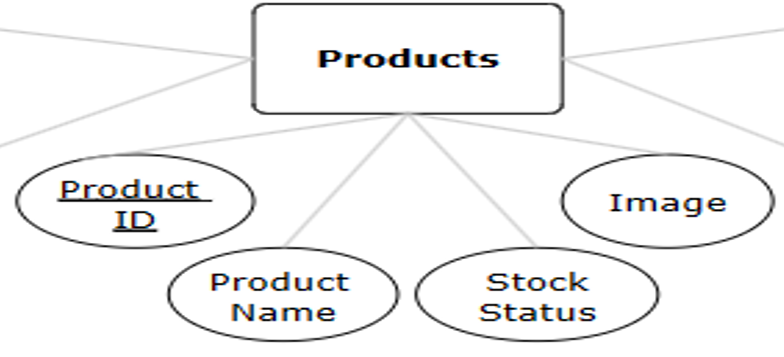 Products
Product
ID
Image
Product
Name
Stock
Status